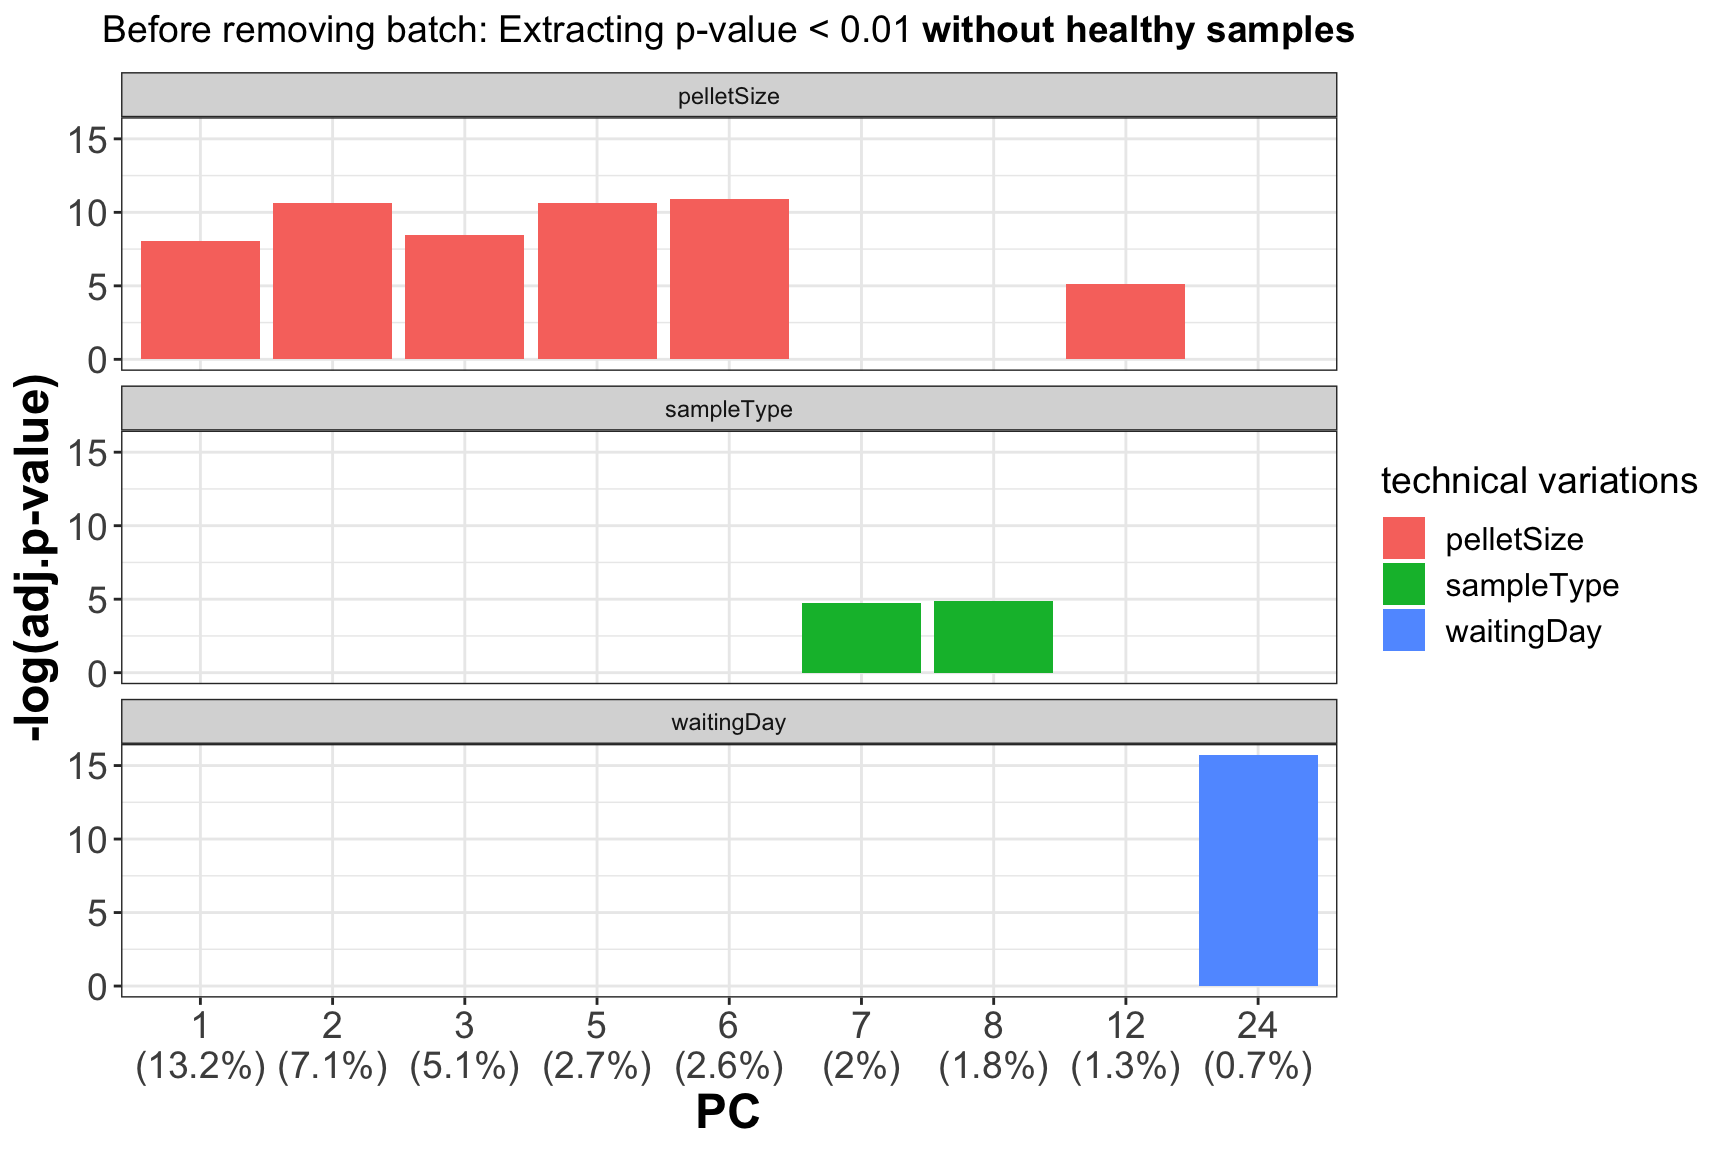 Before removing batch: Extracting p-value < 0.01 without healthy samples
pelletSize
15
10
5
0
sampleType
15
10
5
0
waitingDay
15
10
5
0
-log(adj.p-value)
1 2 3 5 6 7 8 12 24
(13.2%) (7.1%) (5.1%) (2.7%) (2.6%) (2%) (1.8%) (1.3%) (0.7%)
PC
technical variations
pelletSize
sampleType
waitingDay